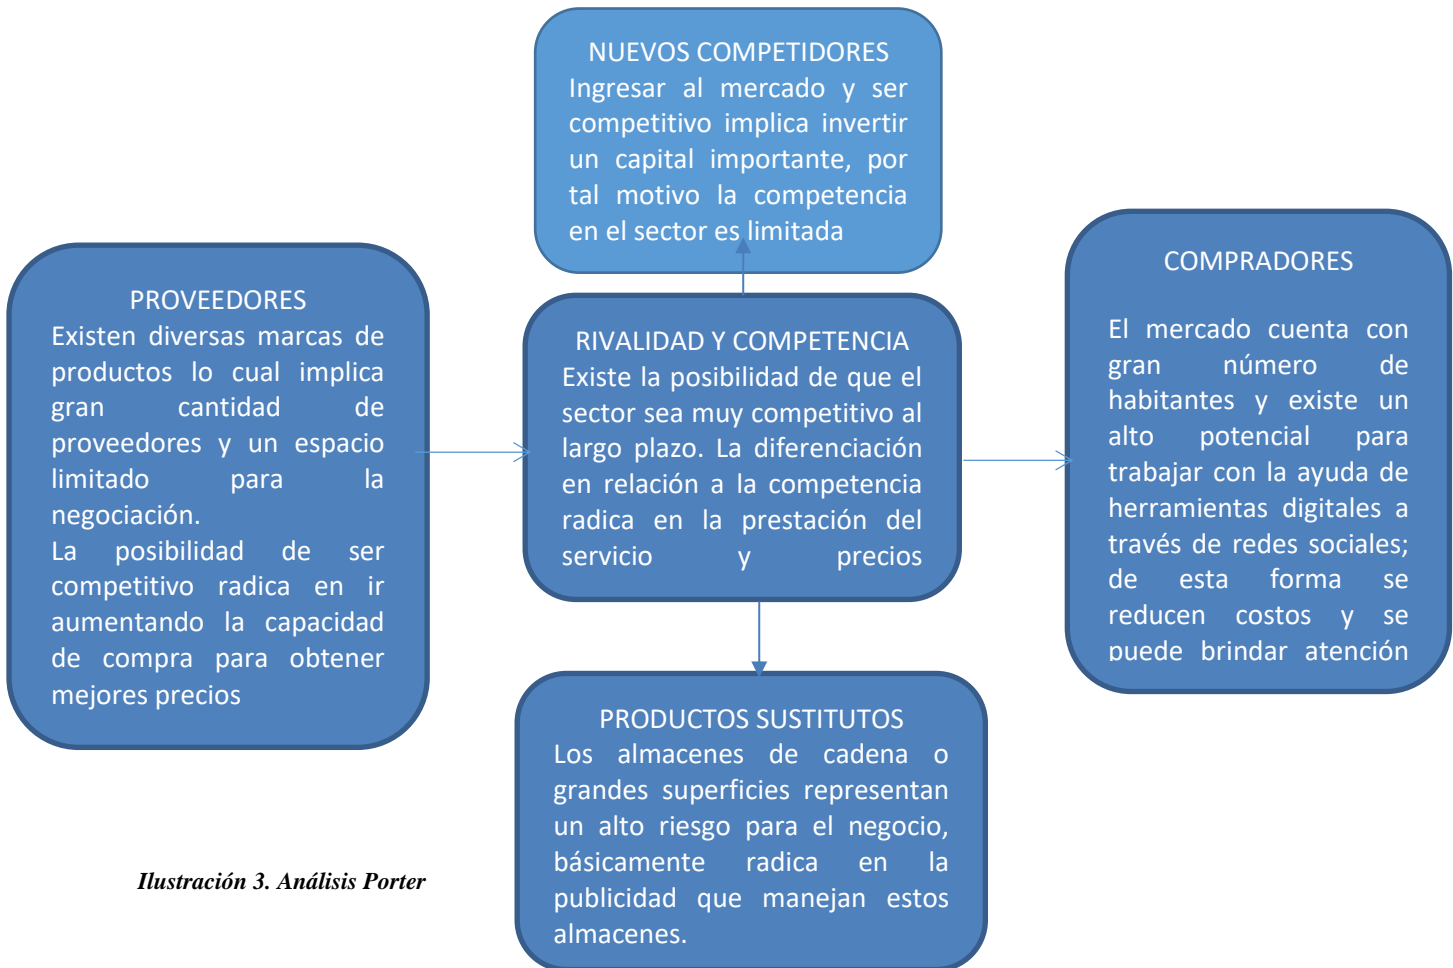 NUEVOS COMPETIDORES
Ingresar al mercado y ser
competitivo implica invertir
un capital importante, por
tal motivo la competencia
en el sector es limitada
PROVEEDORES
Existen diversas marcas de
productos lo cual implica
gran cantidad de
proveedores y un espacio
limitado para la
negociación.
La posibilidad de ser
competitivo radica en ir
aumentando la capacidad
de compra para obtener
mejores precios
RIVALIDAD Y COMPETENCIA
Existe la posibilidad de que el
sector sea muy competitivo al
largo plazo. La diferenciación
en relación a la competencia
radica en la prestación del
servicio y precios
COMPRADORES
El mercado cuenta con
gran número de
habitantes y existe un
alto potencial para
trabajar con la ayuda de
herramientas digitales a
través de redes sociales;
de esta forma se
reducen costos y se
puede brindar atención
PRODUCTOS SUSTITUTOS
Los almacenes de cadena o
grandes superficies representan
un alto riesgo para el negocio,
básicamente radica en la
publicidad que manejan estos
almacenes.
Ilustración 3. Análisis Porter